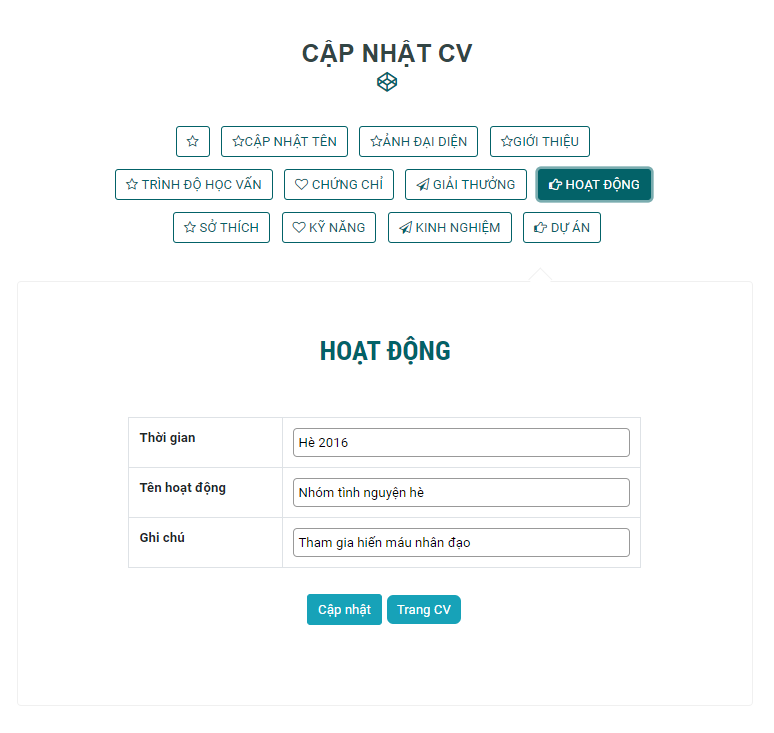 CẬP NHẬT CV
CẬP NHẬT TÊN ẢNH ĐẠI DIỆN GIỚI THIỆU
TRÌNH ĐỘ HỌC VẤN CHỨNG CHỈ GIẢI THƯỞNG HOẠT ĐỘNG
SỞ THÍCH KỸ NĂNG KINH NGHIỆM DỰ ÁN
HOẠT ĐỘNG
Thời gian Hè 2016
Tên hoạt động Nhóm tình nguyện hè
Ghi chú Tham gia hiến máu nhân đạo
Cập nhật Trang CV